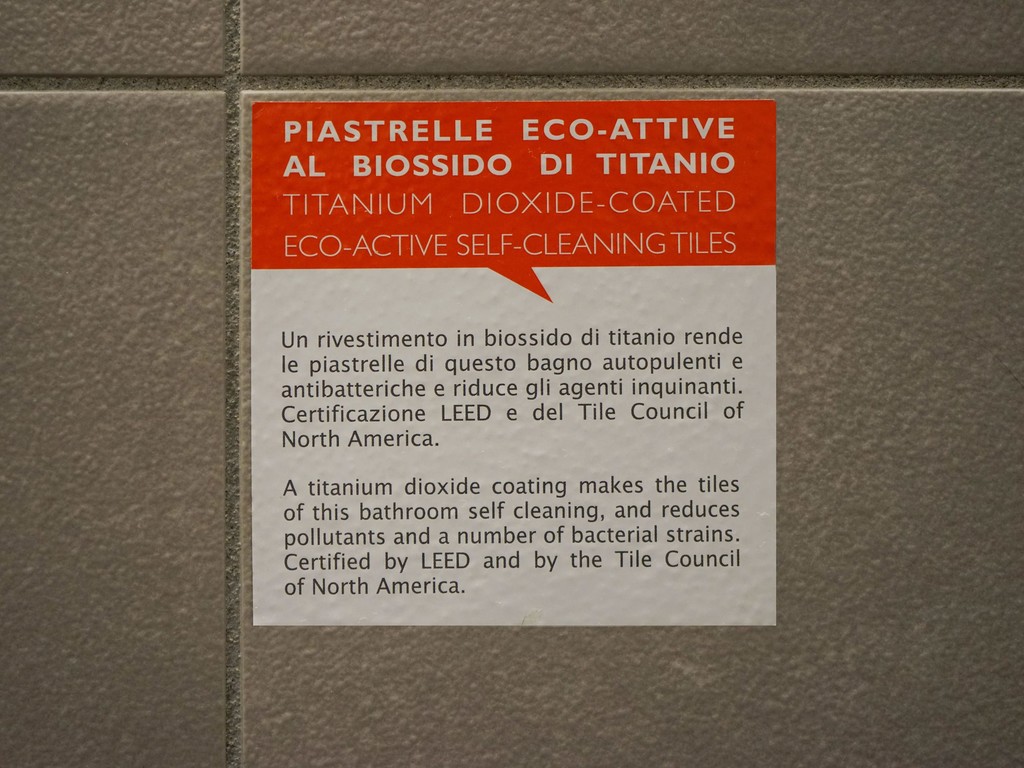 PIASTRELLE ECO-ATTIVE
AL BIOSSIDO DI TITANIO
TITANIUM DIOXIDE-COATED
ECO-ACTIVE SELF-CLEANING TILES
Un rivestimento in biossido di titanio rende
le piastrelle di questo bagno autopulenti e
antibatteriche e riduce gli agenti inquinanti.
Certificazione LEED e del Tile Council of
North America.
A titanium dioxide coating makes the tiles
of this bathroom self cleaning, and reduces
pollutants and a number of bacterial strains.
Certified by LEED and by the Tile Council
of North America.